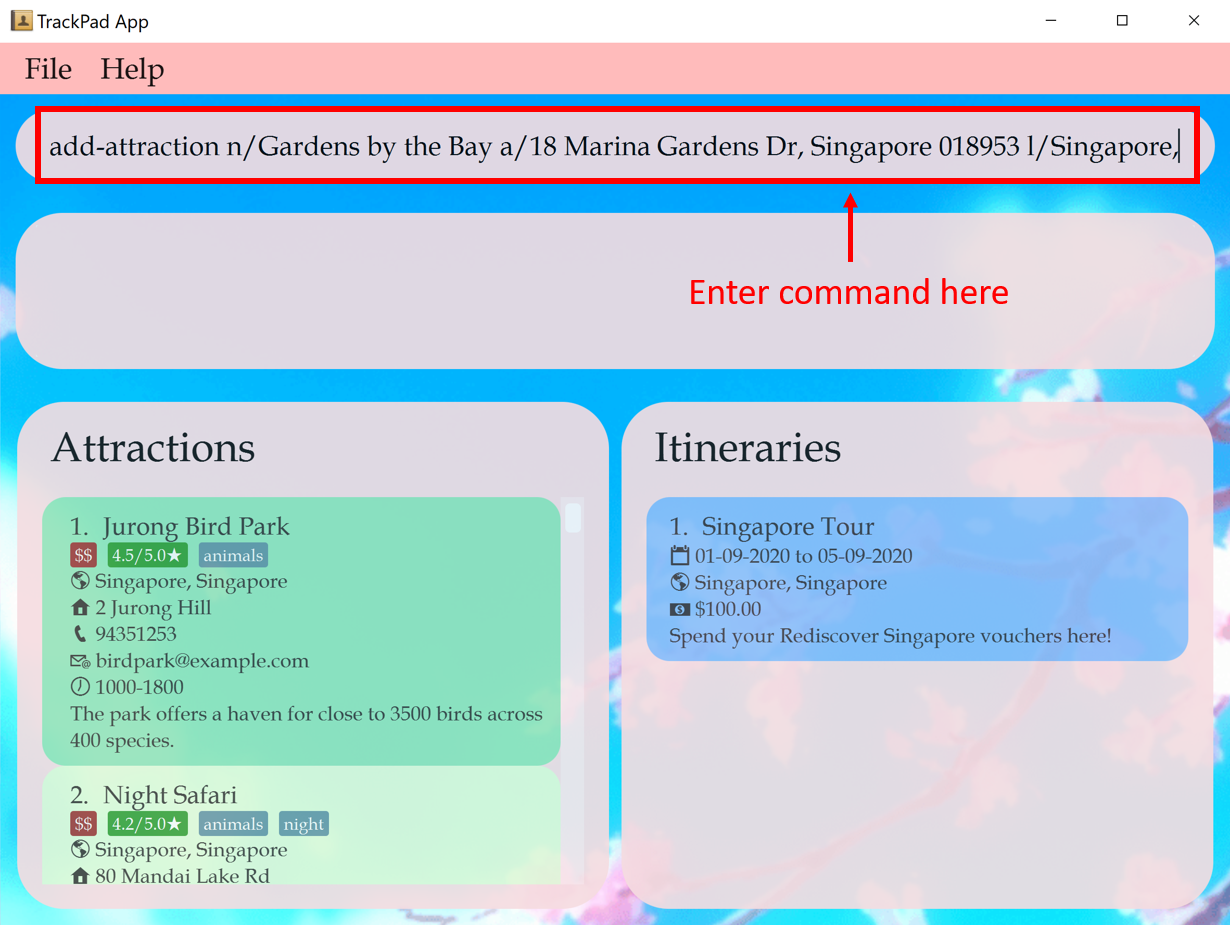 TrackPad App
File Help
add-attraction n/Gardens by the Bay a/18 Marina Gardens Dr, Singapore 018953 l/Singapore,
Enter command here
Attractions
1. Jurong Bird Park
$$ 4.5/5.0★ animals
Singapore, Singapore
2 Jurong Hill
94351253
birdpark@example.com
1000-1800
The park offers a haven for close to 3500 birds across
400 species.
2. Night Safari
$$ 4.2/5.0★ animals night
Singapore, Singapore
80 Mandai Lake Rd
Itineraries
1. Singapore Tour
01-09-2020 to 05-09-2020
Singapore, Singapore
$100.00
Spend your Rediscover Singapore vouchers here!